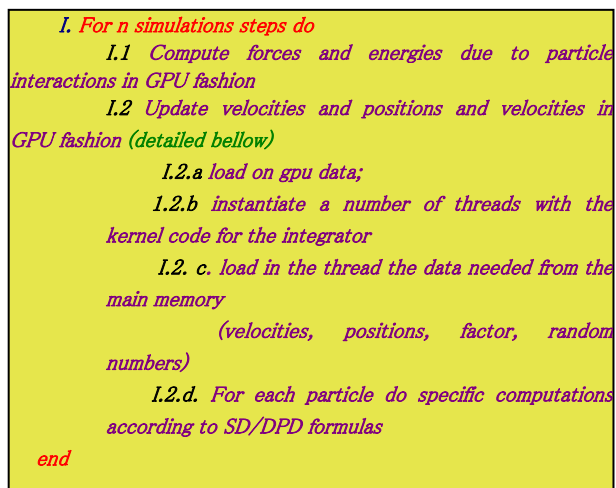 I. For n simulations steps do
I.1 Compute forces and energies due to particle
interactions in GPU fashion
I.2 Update velocities and positions and velocities in
GPU fashion (detailed bellow)
I.2.a load on gpu data;
1.2.b instantiate a number of threads with the
kernel code for the integrator
I.2. c. load in the thread the data needed from the
main memory
(velocities, positions, factor, random
numbers)
I.2.d. For each particle do specific computations
according to SD/DPD formulas
end